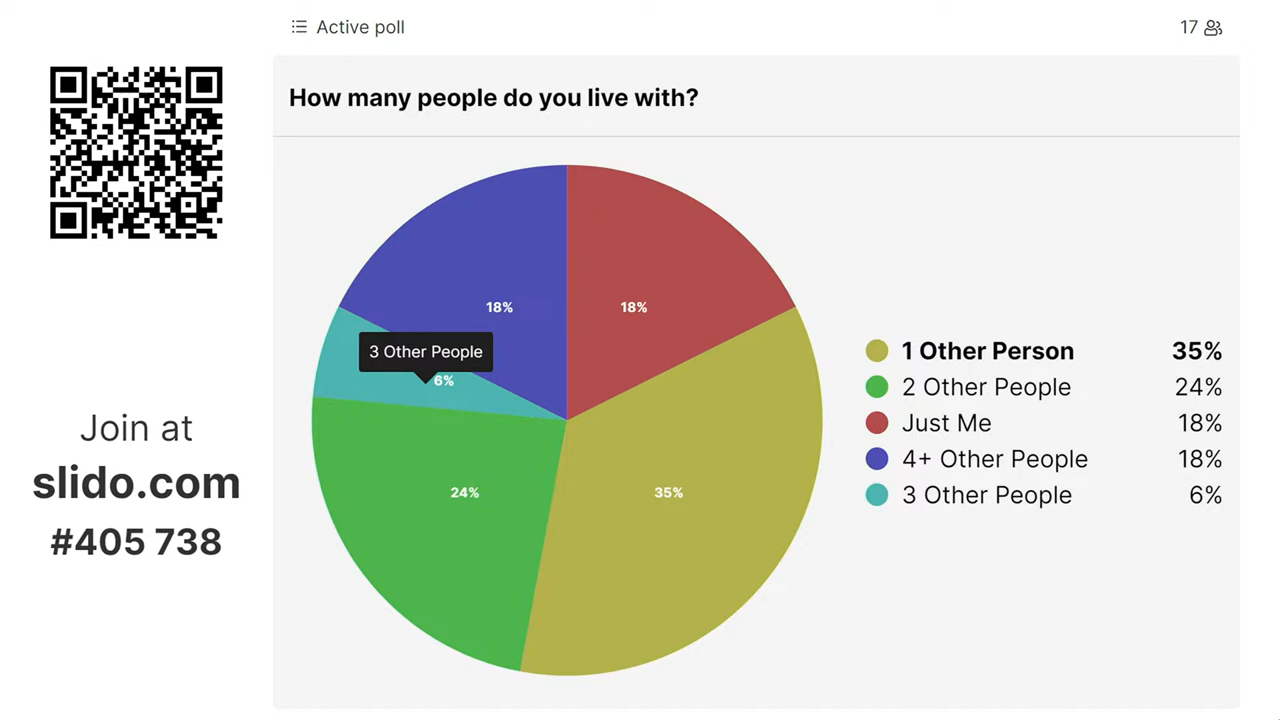 Active poll
17
How many people do you live with?
18%
18%
3 Other People
6%
24%
35%
1 Other Person 35%
2 Other People 24%
Just Me 18%
4+ Other People 18%
3 Other People 6%
Join at
slido.com
#405 738